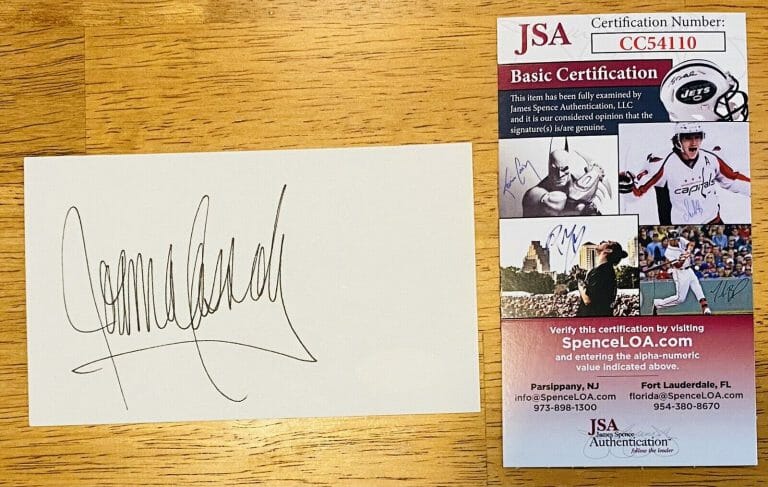 Joanna Cassidy
JSA
Certification Number:
CC54110
Basic Certification
This item has been fully examined by
James Spence Authentication, LLC
and it is our considered opinion that the
signature(s) is/are genuine.
JETS
capitals
A
Verify this certification by visiting
SpenceLOA.com
and entering the alpha-numeric
value indicated above.
Parsippany, NJ
info@SpenceLOA.com
973-898-1300
Fort Lauderdale, FL
florida@SpenceLOA.com
954-380-8670
JSA
James Spence
Authentication
follow the leader